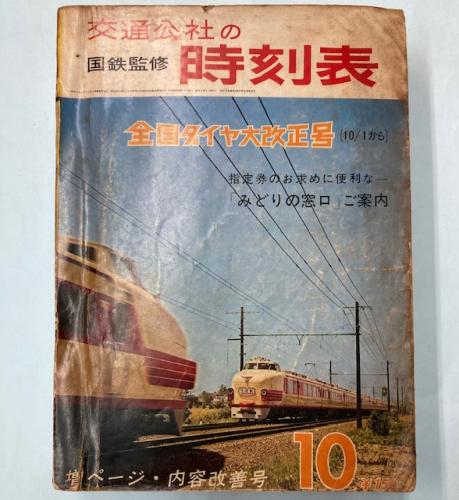 交通公社の
国鉄監修 時刻表
全国ダイヤ大改正号 (10/1から)
指定券のお求めに便利な―
「みどりの窓口」ご案内
増ページ・内容改善号 10